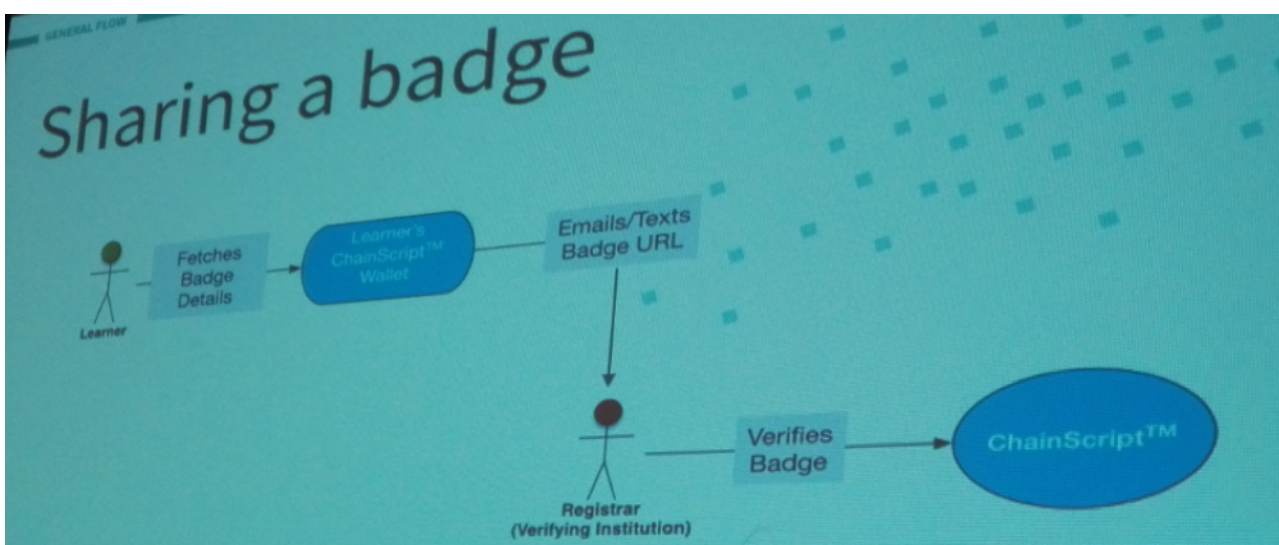 GENERAL FLOW
Sharing a badge
Fetches
Badge
Details
Learner's
ChainScript™
Wallet
Emails/Texts
Badge URL
Learner
Registrar
(Verifying Institution)
Verifies
Badge
ChainScript™